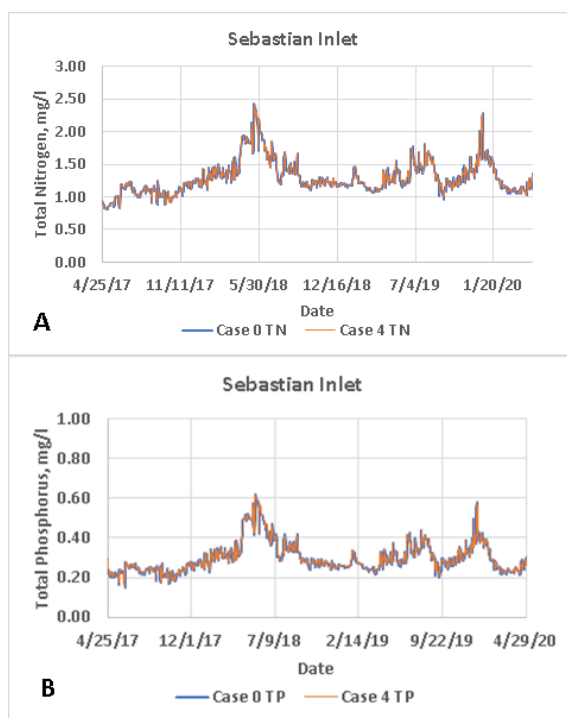 Sebastian Inlet
Total Nitrogen, mg/l
3.00
2.50
2.00
1.50
1.00
0.50
0.00
4/25/17 11/11/17 5/30/18 12/16/18 7/4/19 1/20/20
Date
A
Case 0 TN Case 4 TN
Sebastian Inlet
Total Phosphorus, mg/l
1.00
0.80
0.60
0.40
0.20
0.00
4/25/17 12/1/17 7/9/18 2/14/19 9/22/19 4/29/20
Date
B
Case 0 TP Case 4 TP